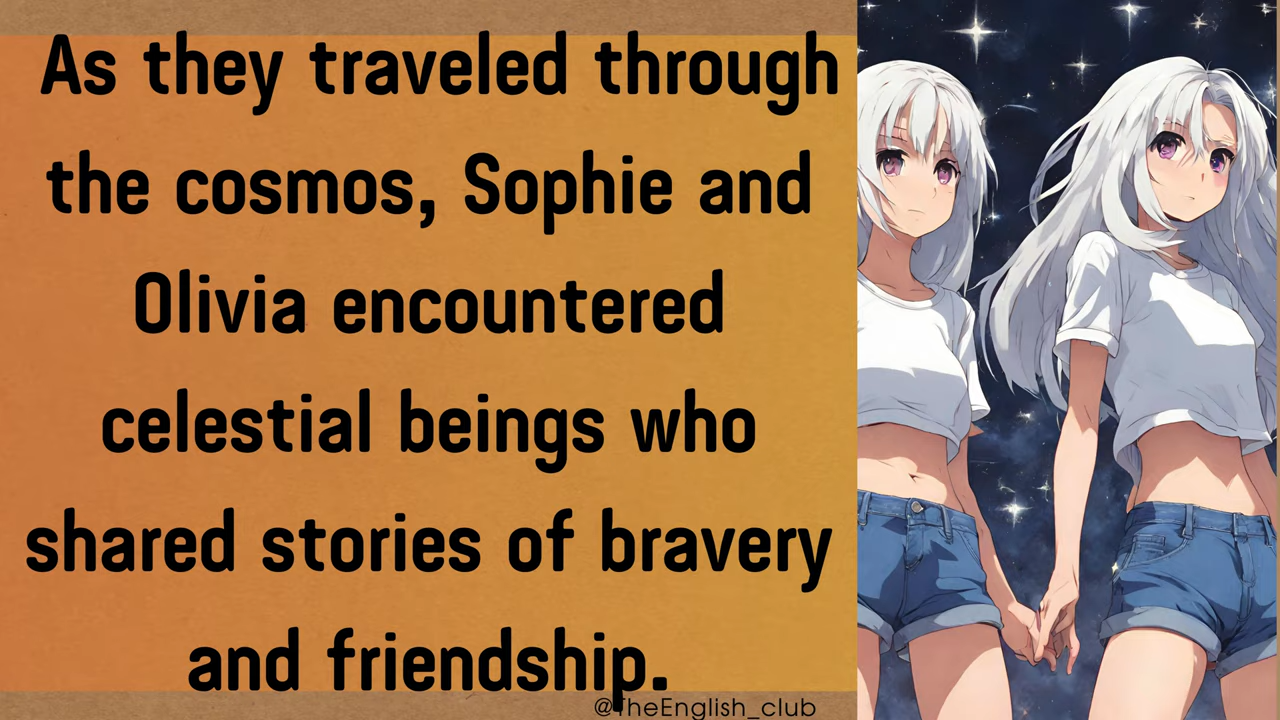 As they traveled through
the cosmos, Sophie and
Olivia encountered
celestial beings who
shared stories of bravery
and friendship.
@TheEnglish_club